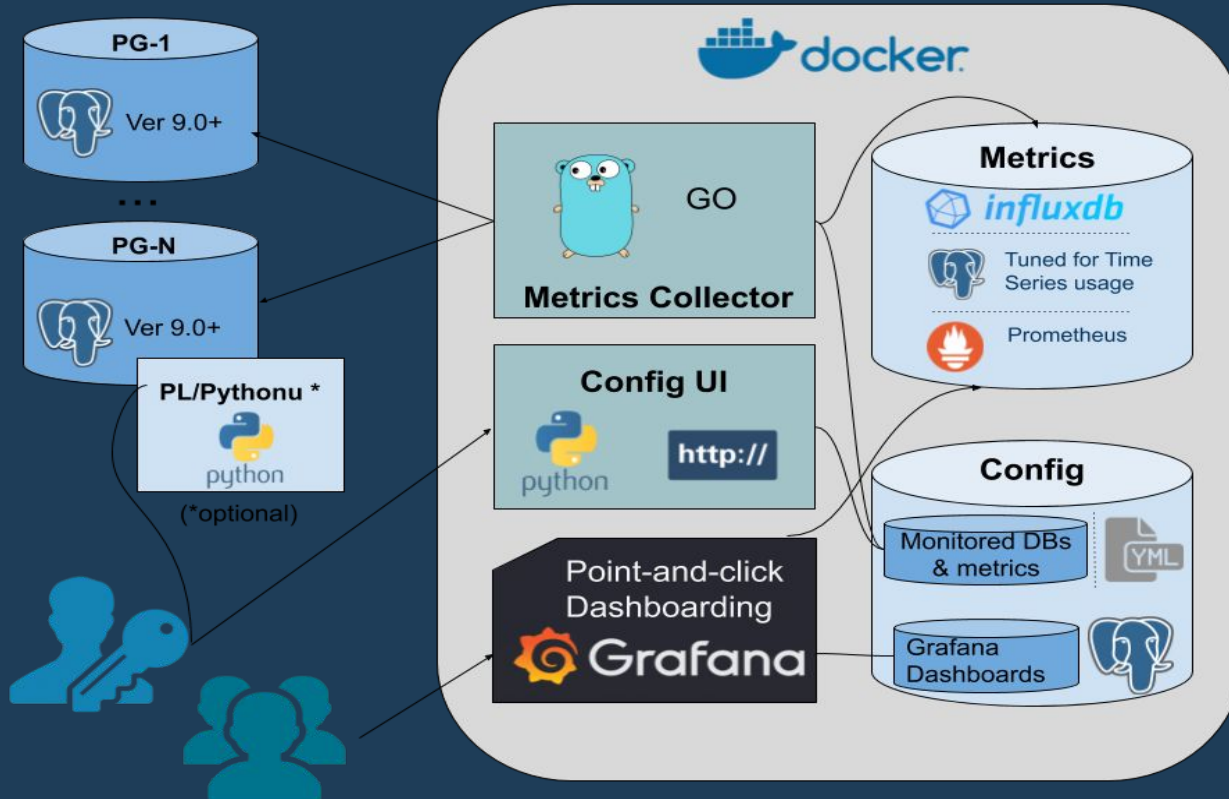 PG-1
Ver 9.0+
...
PG-N
Ver 9.0+
PL/Pythonu *
python
(*optional)
docker
GO
Metrics Collector
Config UI
python
http://
Point-and-click
Dashboarding
Grafana
Metrics
influxdb
Tuned for Time
Series usage
Prometheus
Config
Monitored DBs
& metrics
YML
Grafana
Dashboards